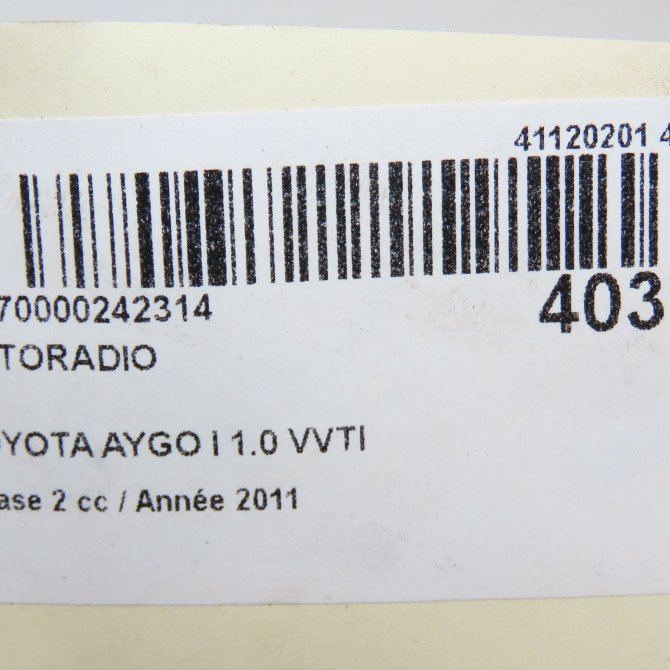 41120201 4
70000242314
403
TORADIO
YOTA AYGO I 1.0 VVTI
ase 2 cc / Année 2011